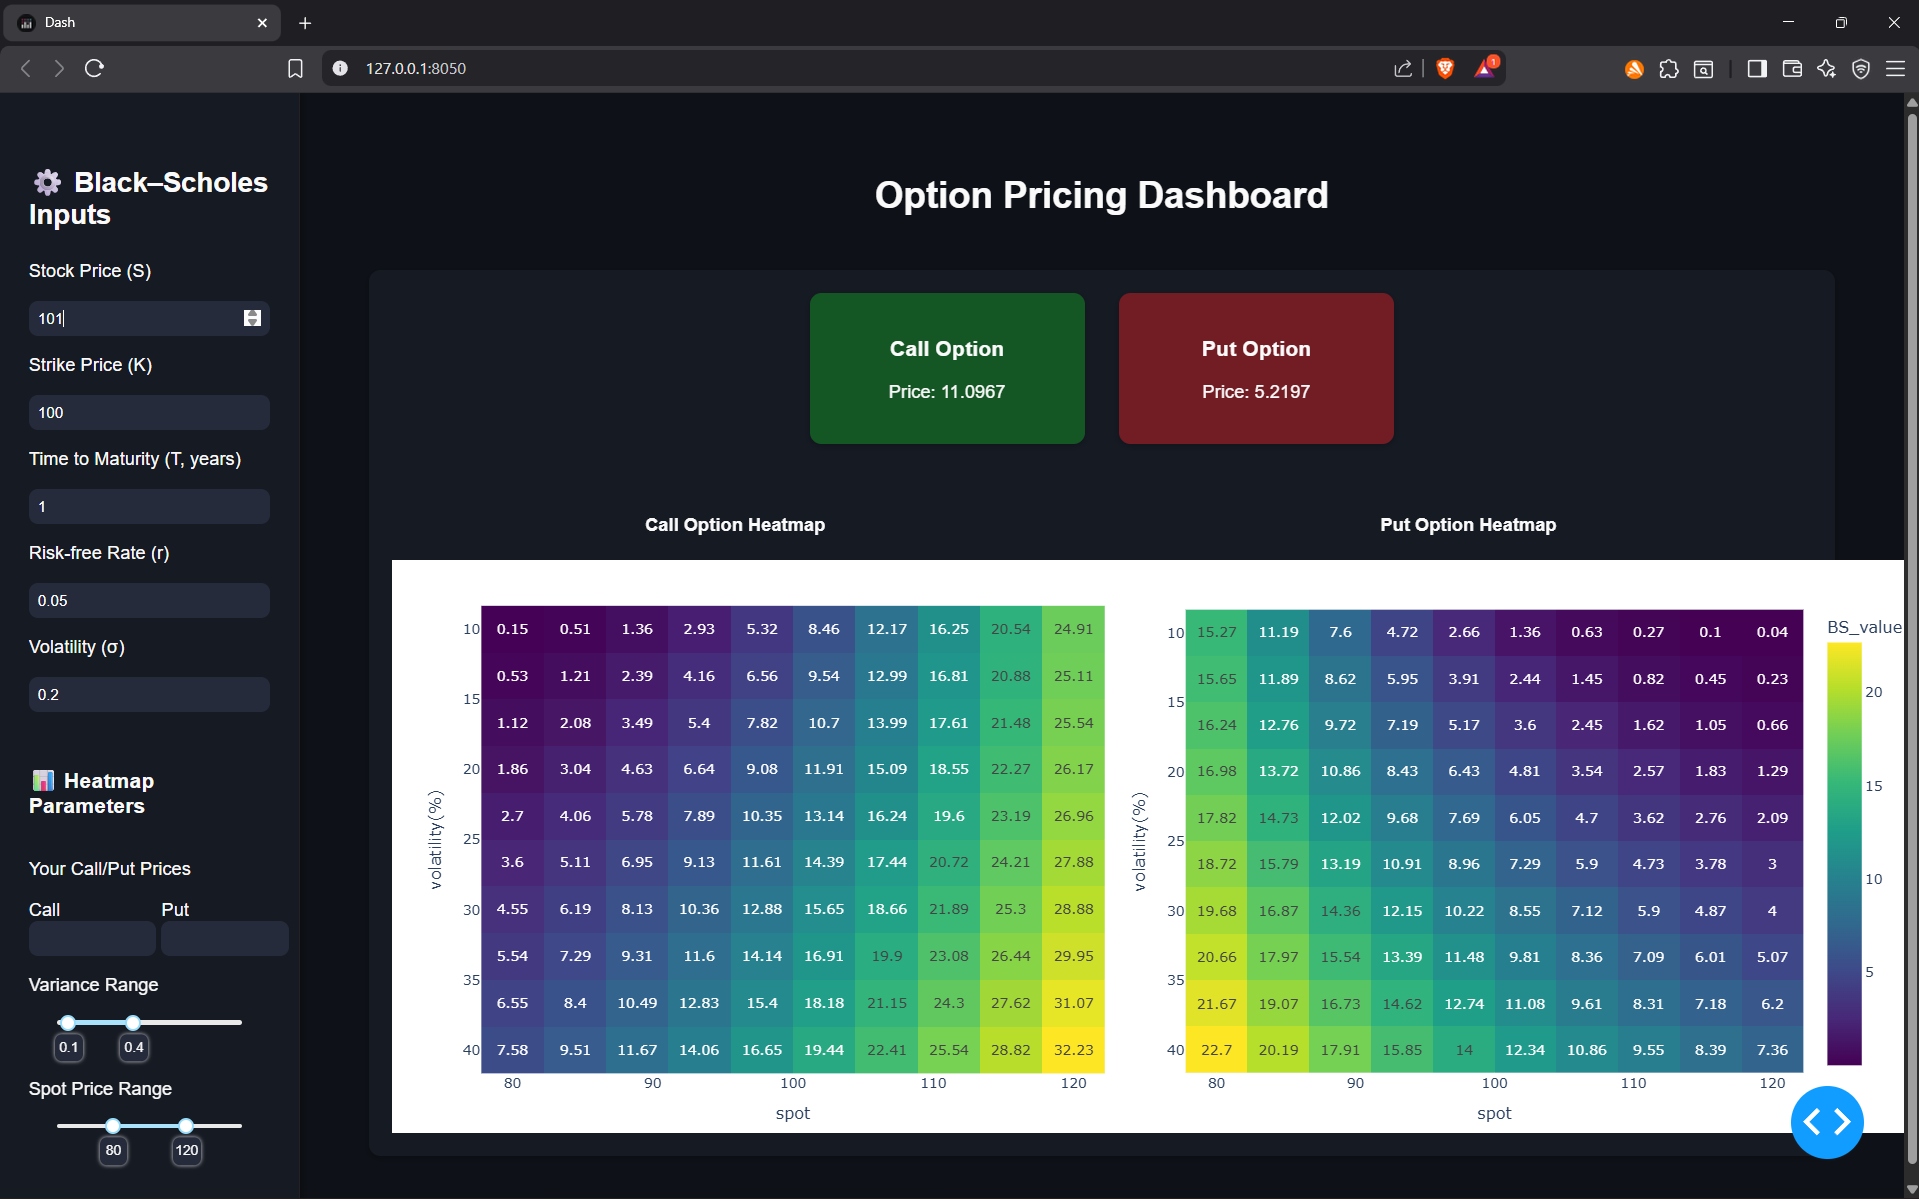 Dash
127.0.0.1:8050
1
Black–Scholes
Inputs
Stock Price (S)
101
Strike Price (K)
100
Time to Maturity (T, years)
1
Risk-free Rate (r)
0.05
Volatility (σ)
0.2
Heatmap
Parameters
Your Call/Put Prices
Call Put
Variance Range
0.1 0.4
Spot Price Range
80 120
Option Pricing Dashboard
Call Option
Price: 11.0967
Put Option
Price: 5.2197
Call Option Heatmap
volatility(%)
10 0.15 0.51 1.36 2.93 5.32 8.46 12.17 16.25 20.54 24.91
0.53 1.21 2.39 4.16 6.56 9.54 12.99 16.81 20.88 25.11
15
1.12 2.08 3.49 5.4 7.82 10.7 13.99 17.61 21.48 25.54
20 1.86 3.04 4.63 6.64 9.08 11.91 15.09 18.55 22.27 26.17
2.7 4.06 5.78 7.89 10.35 13.14 16.24 19.6 23.19 26.96
25
3.6 5.11 6.95 9.13 11.61 14.39 17.44 20.72 24.21 27.88
30 4.55 6.19 8.13 10.36 12.88 15.65 18.66 21.89 25.3 28.88
5.54 7.29 9.31 11.6 14.14 16.91 19.9 23.08 26.44 29.95
35
6.55 8.4 10.49 12.83 15.4 18.18 21.15 24.3 27.62 31.07
40 7.58 9.51 11.67 14.06 16.65 19.44 22.41 25.54 28.82 32.23
80 90 100 110 120
spot
Put Option Heatmap
volatility(%)
10 15.27 11.19 7.6 4.72 2.66 1.36 0.63 0.27 0.1 0.04
15.65 11.89 8.62 5.95 3.91 2.44 1.45 0.82 0.45 0.23
15
16.24 12.76 9.72 7.19 5.17 3.6 2.45 1.62 1.05 0.66
20 16.98 13.72 10.86 8.43 6.43 4.81 3.54 2.57 1.83 1.29
17.82 14.73 12.02 9.68 7.69 6.05 4.7 3.62 2.76 2.09
25
18.72 15.79 13.19 10.91 8.96 7.29 5.9 4.73 3.78 3
30 19.68 16.87 14.36 12.15 10.22 8.55 7.12 5.9 4.87 4
20.66 17.97 15.54 13.39 11.48 9.81 8.36 7.09 6.01 5.07
35
21.67 19.07 16.73 14.62 12.74 11.08 9.61 8.31 7.18 6.2
40 22.7 20.19 17.91 15.85 14 12.34 10.86 9.55 8.39 7.36
80 90 100 110 120
spot
BS_value
20
15
10
5